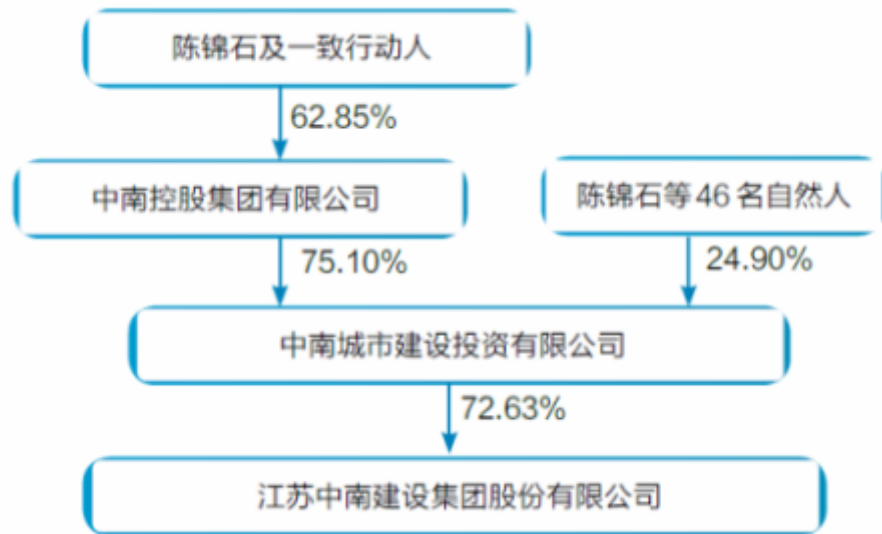 陈锦石及一致行动人
62.85%
中南控股集团有限公司
陈锦石等46名自然人
75.10%
24.90%
中南城市建设投资有限公司
72.63%
江苏中南建设集团股份有限公司